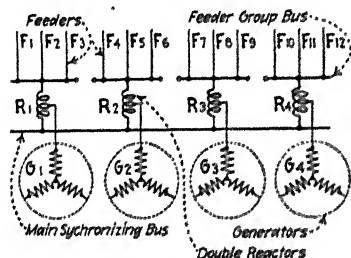 Feeders
Feeder Group Bus
F1 F2 F3 F4 F5 F6 F7 F8 F9 F10 F11 F12
R1 R2 R3 R4
G1 G2 G3 G4
Main Sychronizing Bus
Generators
Double Reactors